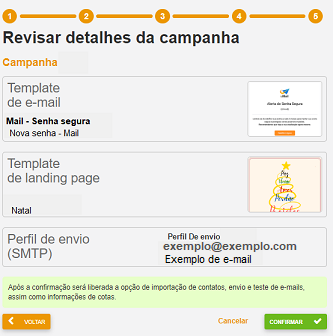 1 2 3 4 5
Revisar detalhes da campanha
Campanha
Template
de e-mail
Mail - Senha segura
Nova senha - Mail
Alerta de Senha Segura
Template
de landing page
Natal
Paz
Amor
Perfil de envio
(SMTP)
Perfil De envio
exemplo@exemplo.com
Exemplo de e-mail
Após a confirmação será liberada a opção de importação de contatos, envio e teste de e-mails,
assim como informações de cotas.
VOLTAR
Cancelar
CONFIRMAR